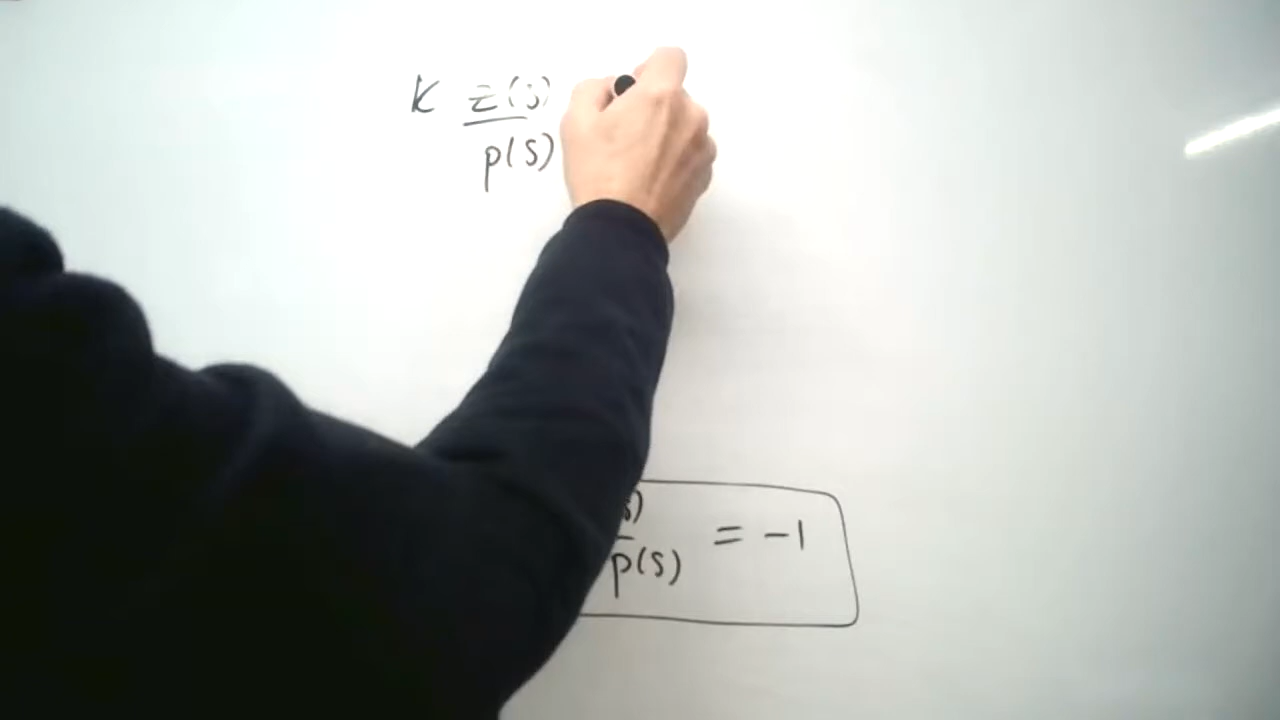 K z(s)
p(s)
s)
p(s) = -1